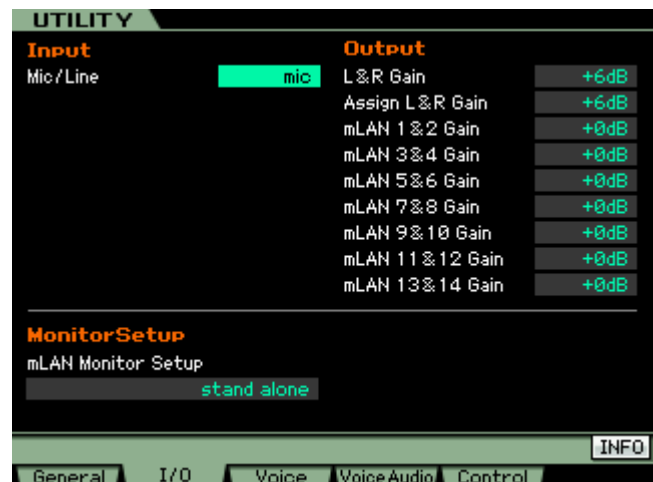 UTILITY
Input
Mic/Line mic
Output
L&R Gain +6dB
Assign L&R Gain +6dB
mLAN 1&2 Gain +0dB
mLAN 3&4 Gain +0dB
mLAN 5&6 Gain +0dB
mLAN 7&8 Gain +0dB
mLAN 9&10 Gain +0dB
mLAN 11&12 Gain +0dB
mLAN 13&14 Gain +0dB
MonitorSetup
mLAN Monitor Setup
stand alone
INFO
General I/O Voice VoiceAudio Control